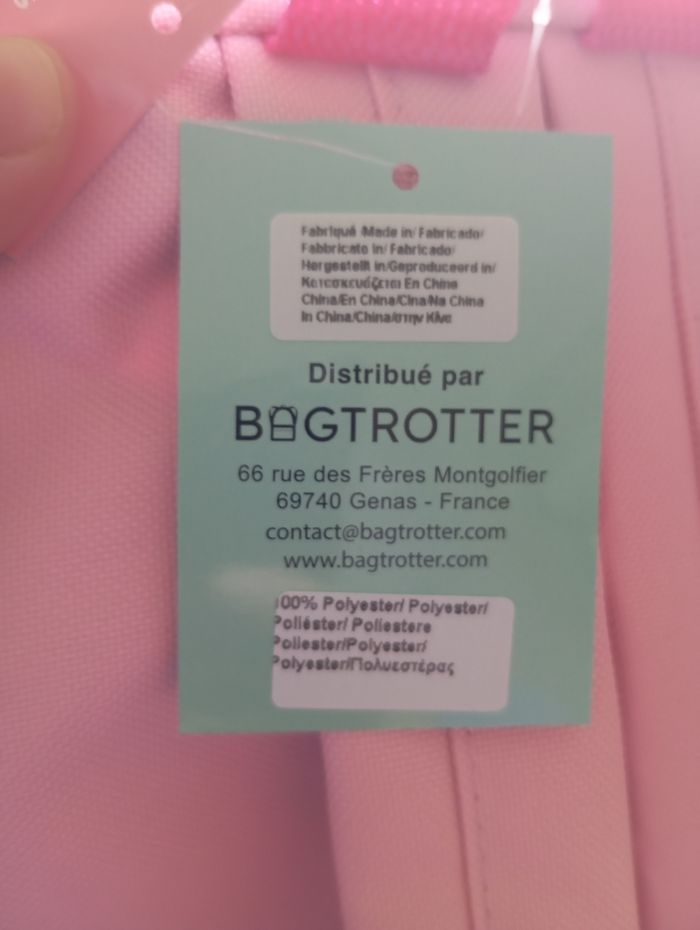 Fabriqué /Made in/ Fabricado/
Fabbricato in/ Fabricado/
Hergestellt in/Geproduceerd in/
Κατασκευάζεται En Chine
China/En China/Cina/Na China
In China/China/στην Κίνα
Distribué par
BAGTROTTER
66 rue des Frères Montgolfier
69740 Genas - France
contact@bagtrotter.com
www.bagtrotter.com
100% Polyester/ Polyester/
Poliéster/ Poliestere
Poliester/Polyester/
Polyester/Πολυεστέρας